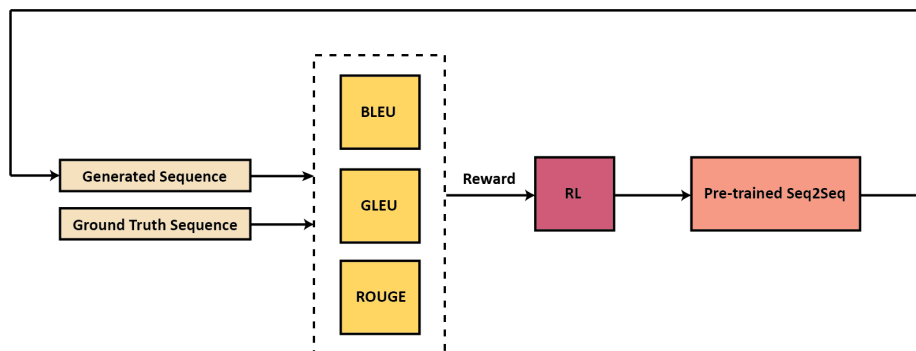 BLEU
Generated Sequence
Ground Truth Sequence
GLEU
ROUGE
Reward
RL
Pre-trained Seq2Seq